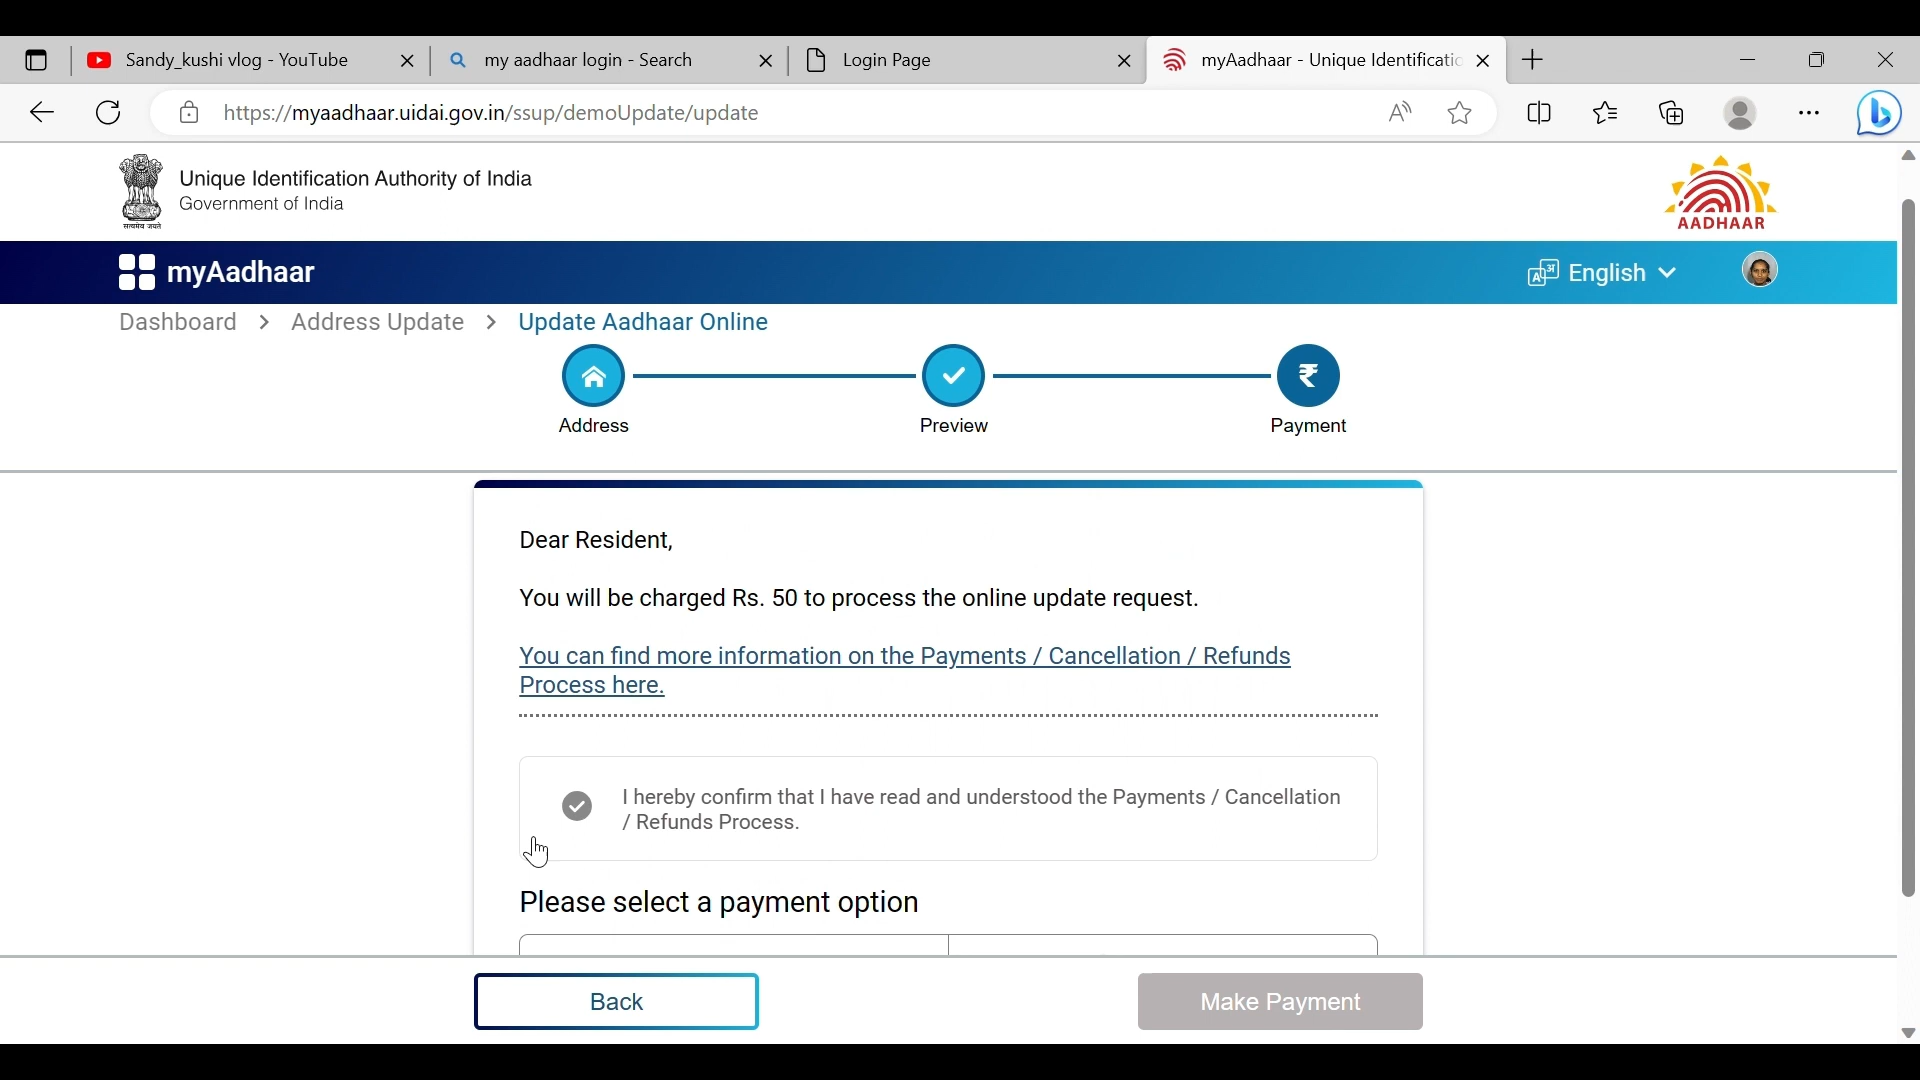 Sandy_kushi vlog - YouTube
my aadhaar login - Search
Login Page
myAadhaar - Unique Identificatic
https://myaadhaar.uidai.gov.in/ssup/demoUpdate/update
Unique Identification Authority of India
Government of India
सत्यमेव जयते
AADHAAR
myAadhaar
English
Dashboard > Address Update > Update Aadhaar Online
₹
Address
Preview
Payment
Dear Resident,
You will be charged Rs. 50 to process the online update request.
You can find more information on the Payments / Cancellation / Refunds
Process here.
I hereby confirm that I have read and understood the Payments / Cancellation
/ Refunds Process.
Please select a payment option
Back
Make Payment